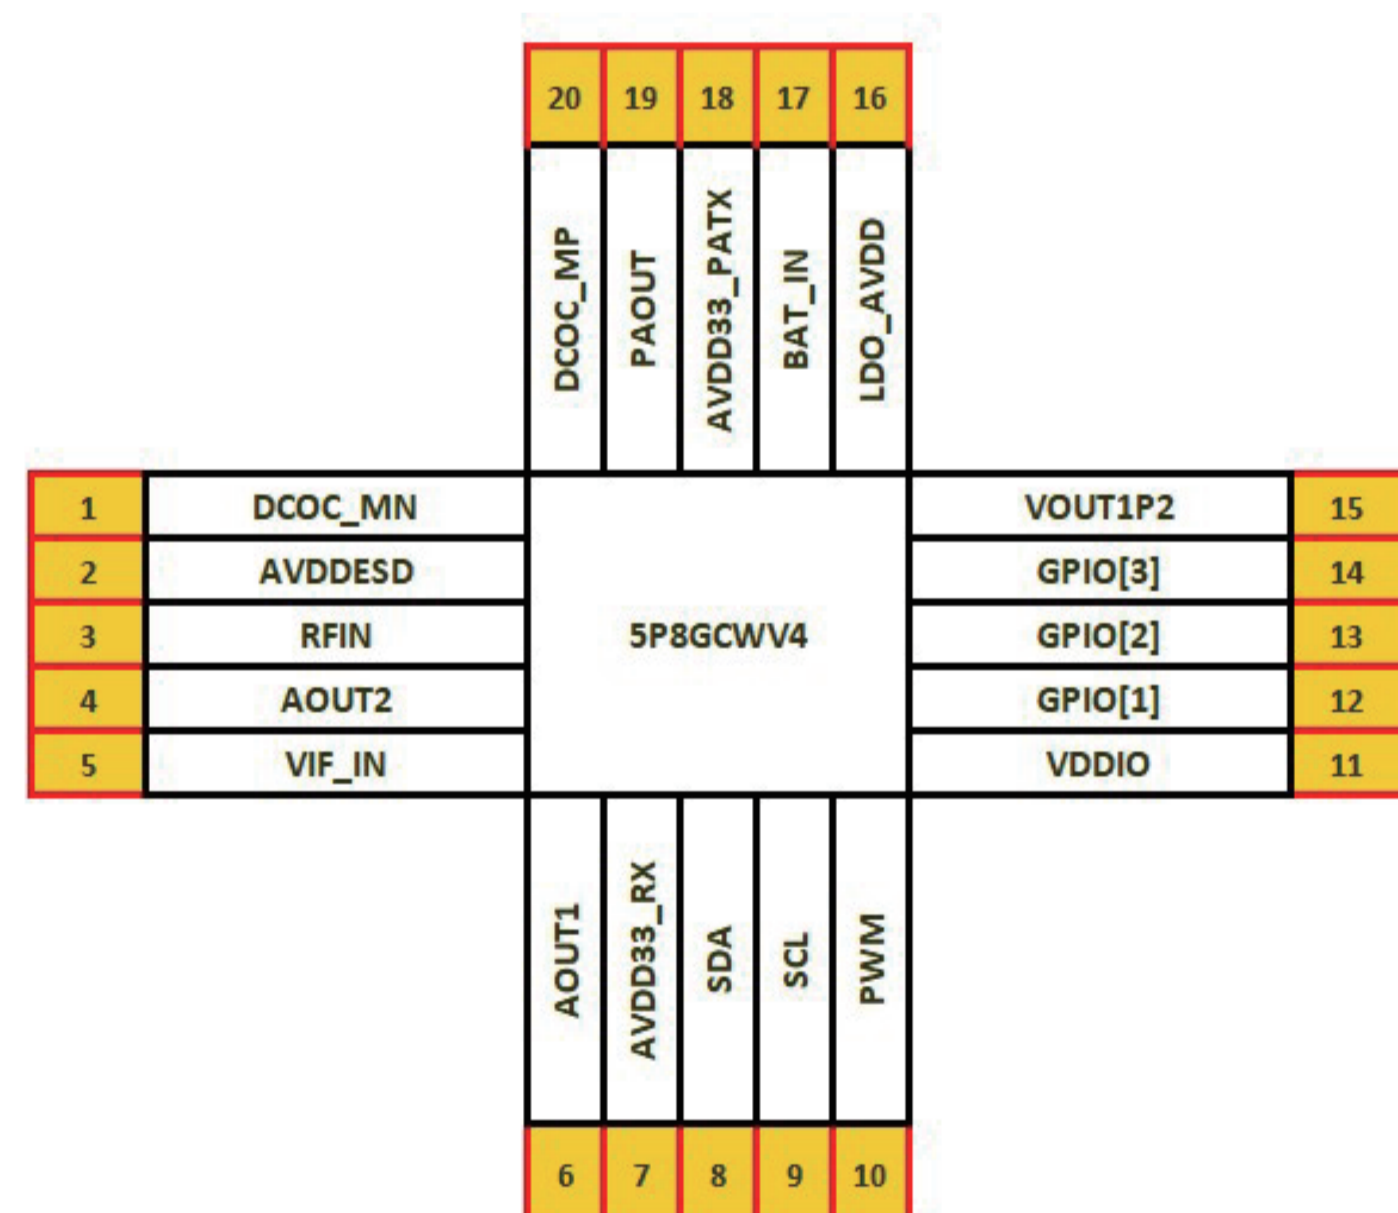 20 19 18 17 16
DCOC_MP
PAOUT
AVDD33_PATX
BAT_IN
LDO_AVDD
1 DCOC_MN
2 AVDDESD
3 RFIN
4 AOUT2
5 VIF_IN
5P8GCWV4
VOUT1P2 15
GPIO[3] 14
GPIO[2] 13
GPIO[1] 12
VDDIO 11
AOUT1
AVDD33_RX
SDA
SCL
PWM
6 7 8 9 10